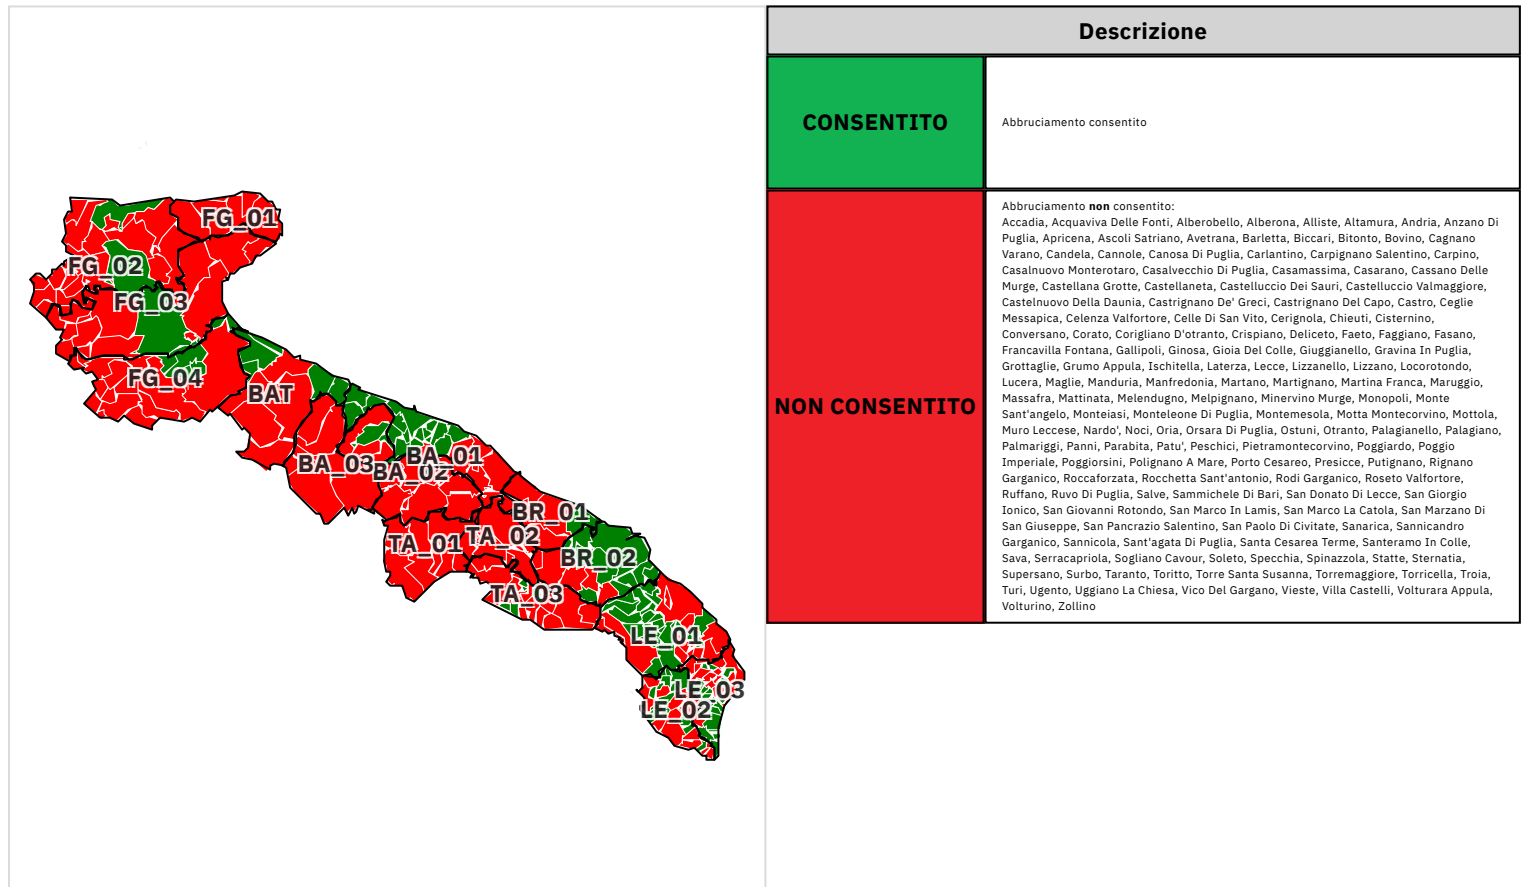 FG_01
FG_02
FG_03
FG_04
BAT
BA_01
BA_03
BA_02
BR_01
TA_02
TA_01
BR_02
TA_03
LE_01
LE_03
LE_02
Descrizione
CONSENTITO
Abbruciamento consentito
NON CONSENTITO
Abbruciamento non consentito:
Accadia, Acquaviva Delle Fonti, Alberobello, Alberona, Alliste, Altamura, Andria, Anzano Di
Puglia, Apricena, Ascoli Satriano, Avetrana, Barletta, Biccari, Bitonto, Bovino, Cagnano
Varano, Candela, Cannole, Canosa Di Puglia, Carlantino, Carpignano Salentino, Carpino,
Casalnuovo Monterotaro, Casalvecchio Di Puglia, Casamassima, Casarano, Cassano Delle
Murge, Castellana Grotte, Castellaneta, Castelluccio Dei Sauri, Castelluccio Valmaggiore,
Castelnuovo Della Daunia, Castrignano De' Greci, Castrignano Del Capo, Castro, Ceglie
Messapica, Celenza Valfortore, Celle Di San Vito, Cerignola, Chieuti, Cisternino,
Conversano, Corato, Corigliano D'otranto, Crispiano, Deliceto, Faeto, Faggiano, Fasano,
Francavilla Fontana, Gallipoli, Ginosa, Gioia Del Colle, Giuggianello, Gravina In Puglia,
Grottaglie, Grumo Appula, Ischitella, Laterza, Lecce, Lizzanello, Lizzano, Locorotondo,
Lucera, Maglie, Manduria, Manfredonia, Martano, Martignano, Martina Franca, Maruggio,
Massafra, Mattinata, Melendugno, Melpignano, Minervino Murge, Monopoli, Monte
Sant'angelo, Monteiasi, Monteleone Di Puglia, Montemesola, Motta Montecorvino, Mottola,
Muro Leccese, Nardo', Noci, Oria, Orsara Di Puglia, Ostuni, Otranto, Palagianello, Palagiano,
Palmariggi, Panni, Parabita, Patu', Peschici, Pietramontecorvino, Poggiardo, Poggio
Imperiale, Poggiorsini, Polignano A Mare, Porto Cesareo, Presicce, Putignano, Rignano
Garganico, Roccaforzata, Rocchetta Sant'antonio, Rodi Garganico, Roseto Valfortore,
Ruffano, Ruvo Di Puglia, Salve, Sammichele Di Bari, San Donato Di Lecce, San Giorgio
Ionico, San Giovanni Rotondo, San Marco In Lamis, San Marco La Catola, San Marzano Di
San Giuseppe, San Pancrazio Salentino, San Paolo Di Civitate, Sanarica, Sannicandro
Garganico, Sannicola, Sant'agata Di Puglia, Santa Cesarea Terme, Santeramo In Colle,
Sava, Serracapriola, Sogliano Cavour, Soleto, Specchia, Spinazzola, Statte, Sternatia,
Supersano, Surbo, Taranto, Toritto, Torre Santa Susanna, Torremaggiore, Torricella, Troia,
Turi, Ugento, Uggiano La Chiesa, Vico Del Gargano, Vieste, Villa Castelli, Volturara Appula,
Volturino, Zollino